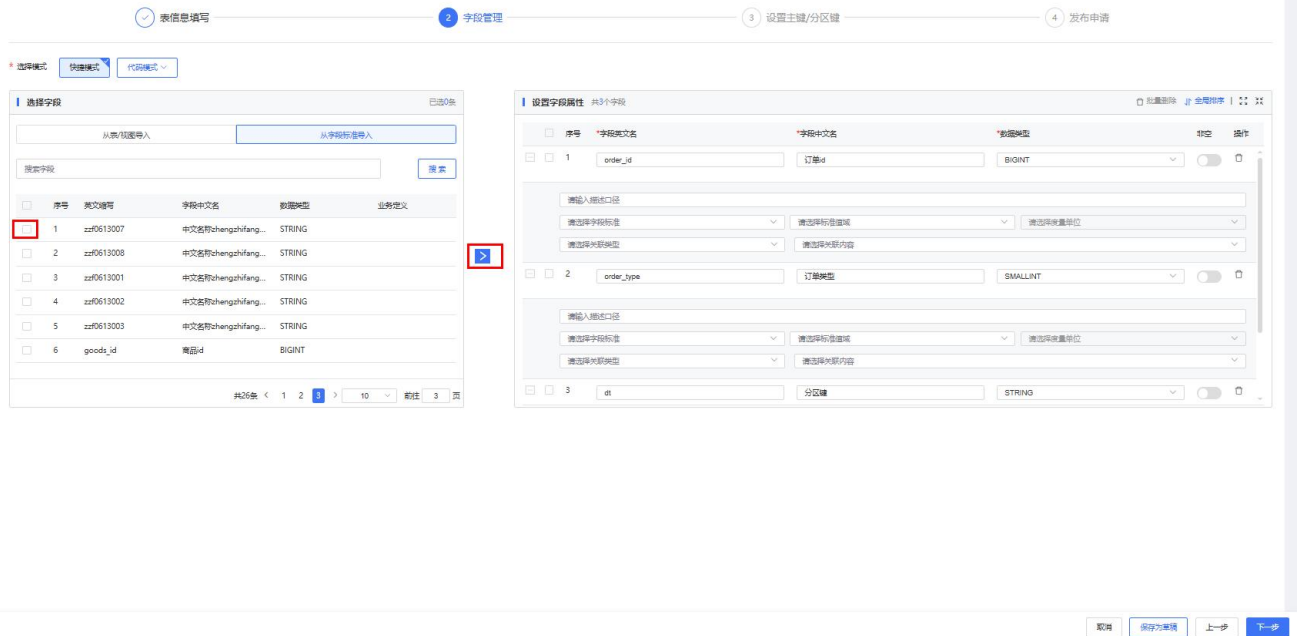 表信息填写
2 字段管理
3 设置主键/分区键
4 发布申请
* 选择模式 快捷模式 代码模式
选择字段 已选0条
从表/视图导入 从字段标准导入
搜索字段 搜索
序号 英文缩写 字段中文名 数据类型 业务定义
1 zzf0613007 中文名称zhengzhifang... STRING
2 zzf0613008 中文名称zhengzhifang... STRING
3 zzf0613001 中文名称zhengzhifang... STRING
4 zzf0613002 中文名称zhengzhifang... STRING
5 zzf0613003 中文名称zhengzhifang... STRING
6 goods_id 商品id BIGINT
共26条 < 1 2 3 > 10 前往 3 页
设置字段属性 共3个字段 批量删除 全局排序
序号 *字段英文名 *字段中文名 *数据类型 非空 操作
1 order_id 订单id BIGINT
请输入描述口径
请选择字段标准 请选择标准值域 请选择度量单位
请选择关联类型 请选择关联内容
2 order_type 订单类型 SMALLINT
请输入描述口径
请选择字段标准 请选择标准值域 请选择度量单位
请选择关联类型 请选择关联内容
3 dt 分区键 STRING
取消 保存为草稿 上一步 下一步